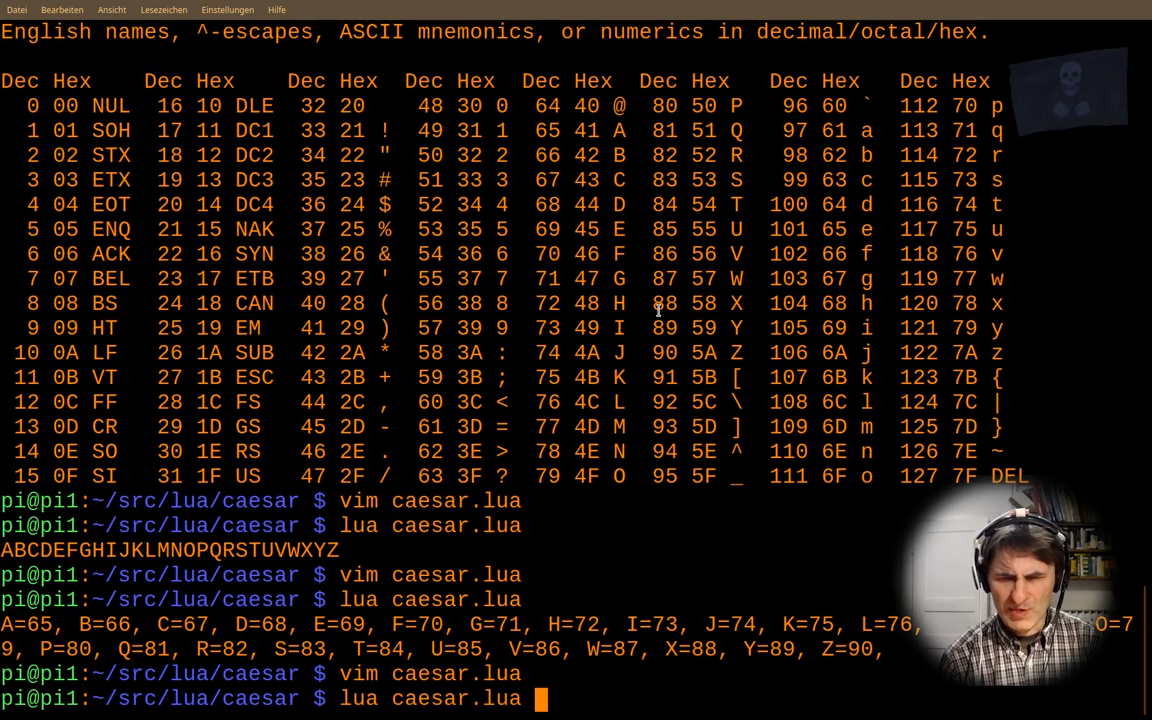 Datei Bearbeiten Ansicht Lesezeichen Einstellungen Hilfe
English names, ^-escapes, ASCII mnemonics, or numerics in decimal/octal/hex.
Dec Hex Dec Hex Dec Hex Dec Hex Dec Hex Dec Hex Dec Hex Dec Hex
0 00 NUL 16 10 DLE 32 20 48 30 0 64 40 @ 80 50 P 96 60 ` 112 70 p
1 01 SOH 17 11 DC1 33 21 ! 49 31 1 65 41 A 81 51 Q 97 61 a 113 71 q
2 02 STX 18 12 DC2 34 22 " 50 32 2 66 42 B 82 52 R 98 62 b 114 72 r
3 03 ETX 19 13 DC3 35 23 # 51 33 3 67 43 C 83 53 S 99 63 c 115 73 s
4 04 EOT 20 14 DC4 36 24 $ 52 34 4 68 44 D 84 54 T 100 64 d 116 74 t
5 05 ENQ 21 15 NAK 37 25 % 53 35 5 69 45 E 85 55 U 101 65 e 117 75 u
6 06 ACK 22 16 SYN 38 26 & 54 36 6 70 46 F 86 56 V 102 66 f 118 76 v
7 07 BEL 23 17 ETB 39 27 ' 55 37 7 71 47 G 87 57 W 103 67 g 119 77 w
8 08 BS 24 18 CAN 40 28 ( 56 38 8 72 48 H 88 58 X 104 68 h 120 78 x
9 09 HT 25 19 EM 41 29 ) 57 39 9 73 49 I 89 59 Y 105 69 i 121 79 y
10 0A LF 26 1A SUB 42 2A * 58 3A : 74 4A J 90 5A Z 106 6A j 122 7A z
11 0B VT 27 1B ESC 43 2B + 59 3B ; 75 4B K 91 5B [ 107 6B k 123 7B {
12 0C FF 28 1C FS 44 2C , 60 3C < 76 4C L 92 5C \ 108 6C l 124 7C |
13 0D CR 29 1D GS 45 2D - 61 3D = 77 4D M 93 5D ] 109 6D m 125 7D }
14 0E SO 30 1E RS 46 2E . 62 3E > 78 4E N 94 5E ^ 110 6E n 126 7E ~
15 0F SI 31 1F US 47 2F / 63 3F ? 79 4F O 95 5F _ 111 6F o 127 7F DEL
pi@pi1:~/src/lua/caesar $ vim caesar.lua
pi@pi1:~/src/lua/caesar $ lua caesar.lua
ABCDEFGHIJKLMNOPQRSTUVWXYZ
pi@pi1:~/src/lua/caesar $ vim caesar.lua
pi@pi1:~/src/lua/caesar $ lua caesar.lua
A=65, B=66, C=67, D=68, E=69, F=70, G=71, H=72, I=73, J=74, K=75, L=76, O=7
9, P=80, Q=81, R=82, S=83, T=84, U=85, V=86, W=87, X=88, Y=89, Z=90,
pi@pi1:~/src/lua/caesar $ vim caesar.lua
pi@pi1:~/src/lua/caesar $ lua caesar.lua